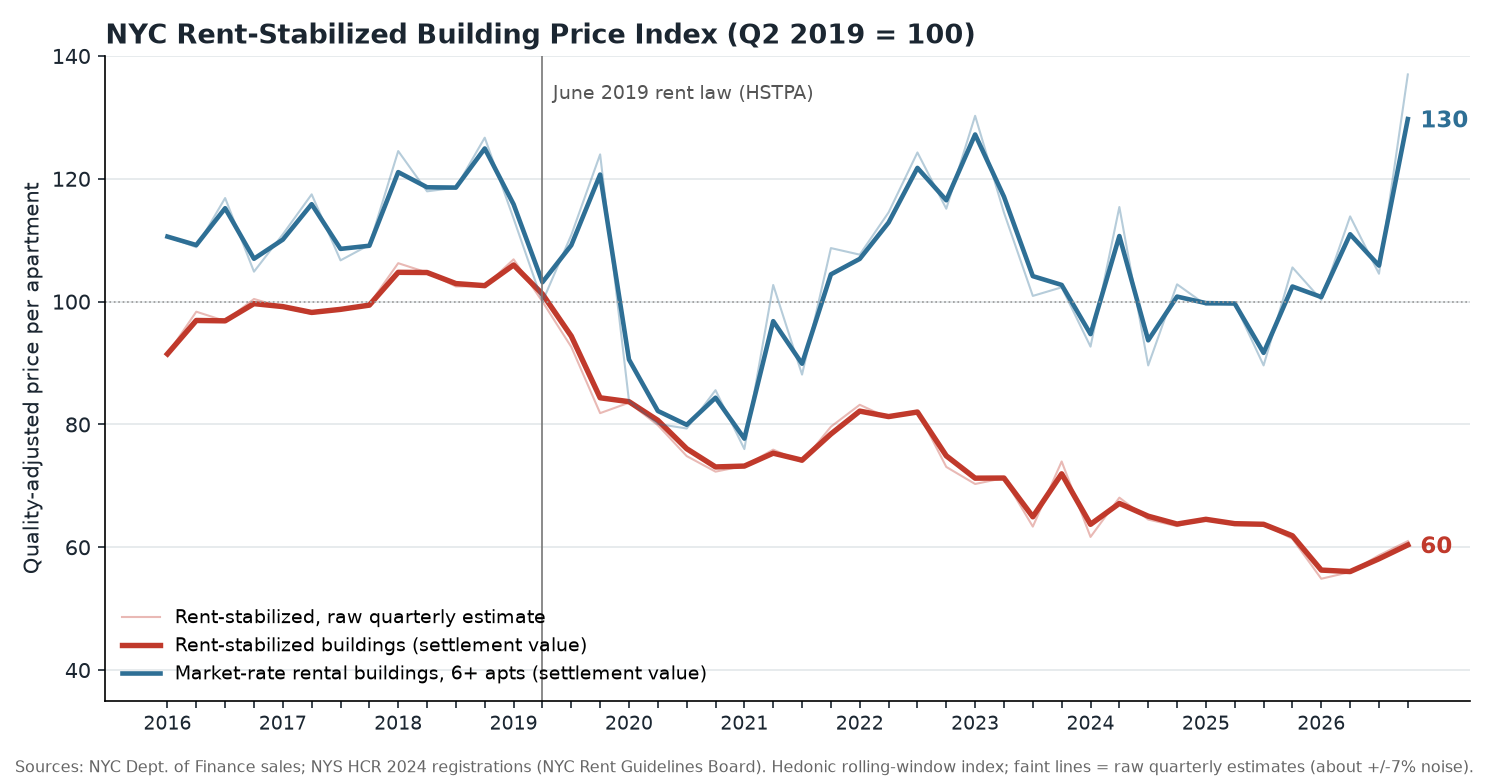 NYC Rent-Stabilized Building Price Index (Q2 2019 = 100)
Quality-adjusted price per apartment
140
120
100
80
60
40
June 2019 rent law (HSTPA)
130
60
Rent-stabilized, raw quarterly estimate
Rent-stabilized buildings (settlement value)
Market-rate rental buildings, 6+ apts (settlement value)
2016 2017 2018 2019 2020 2021 2022 2023 2024 2025 2026
Sources: NYC Dept. of Finance sales; NYS HCR 2024 registrations (NYC Rent Guidelines Board). Hedonic rolling-window index; faint lines = raw quarterly estimates (about +/-7% noise).